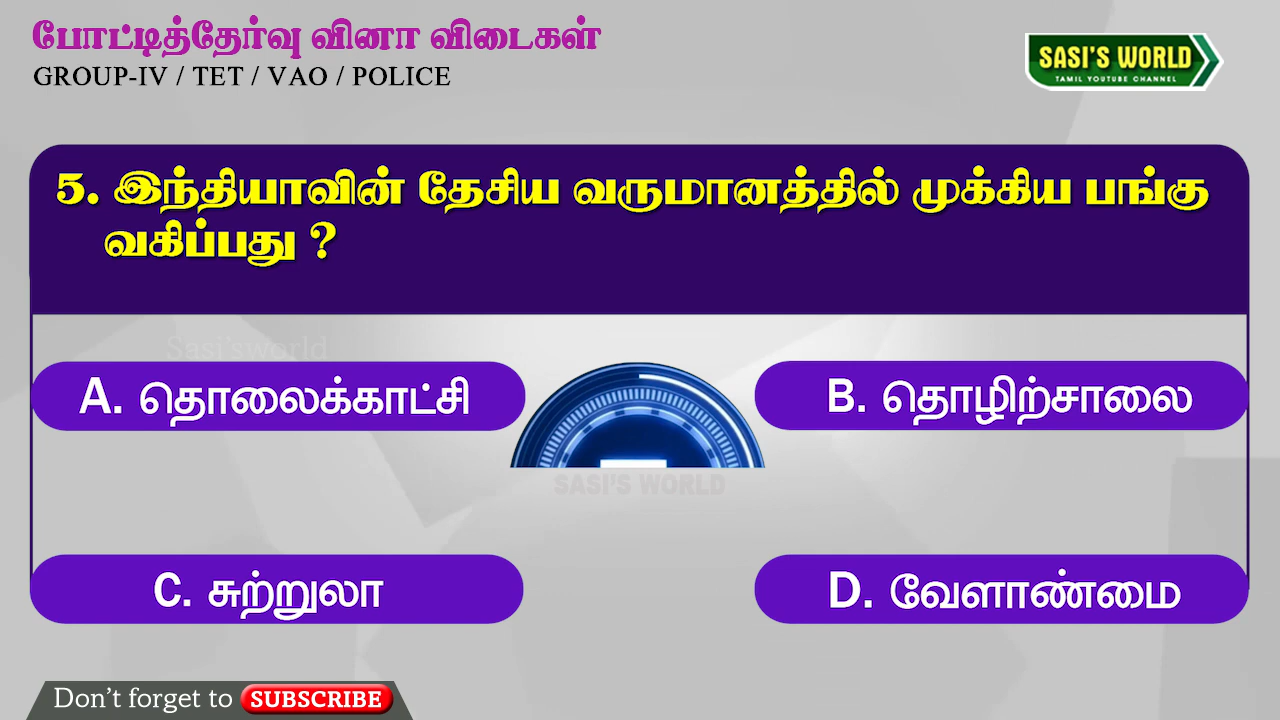 போட்டித்தேர்வு வினா விடைகள்
GROUP-IV / TET / VAO / POLICE
SASI'S WORLD
TAMIL YOUTUBE CHANNEL
5. இந்தியாவின் தேசிய வருமானத்தில் முக்கிய பங்கு
வகிப்பது ?
Sasi'sworld
A. தொலைக்காட்சி
B. தொழிற்சாலை
SASI'S WORLD
C. சுற்றுலா
D. வேளாண்மை
Don't forget to SUBSCRIBE